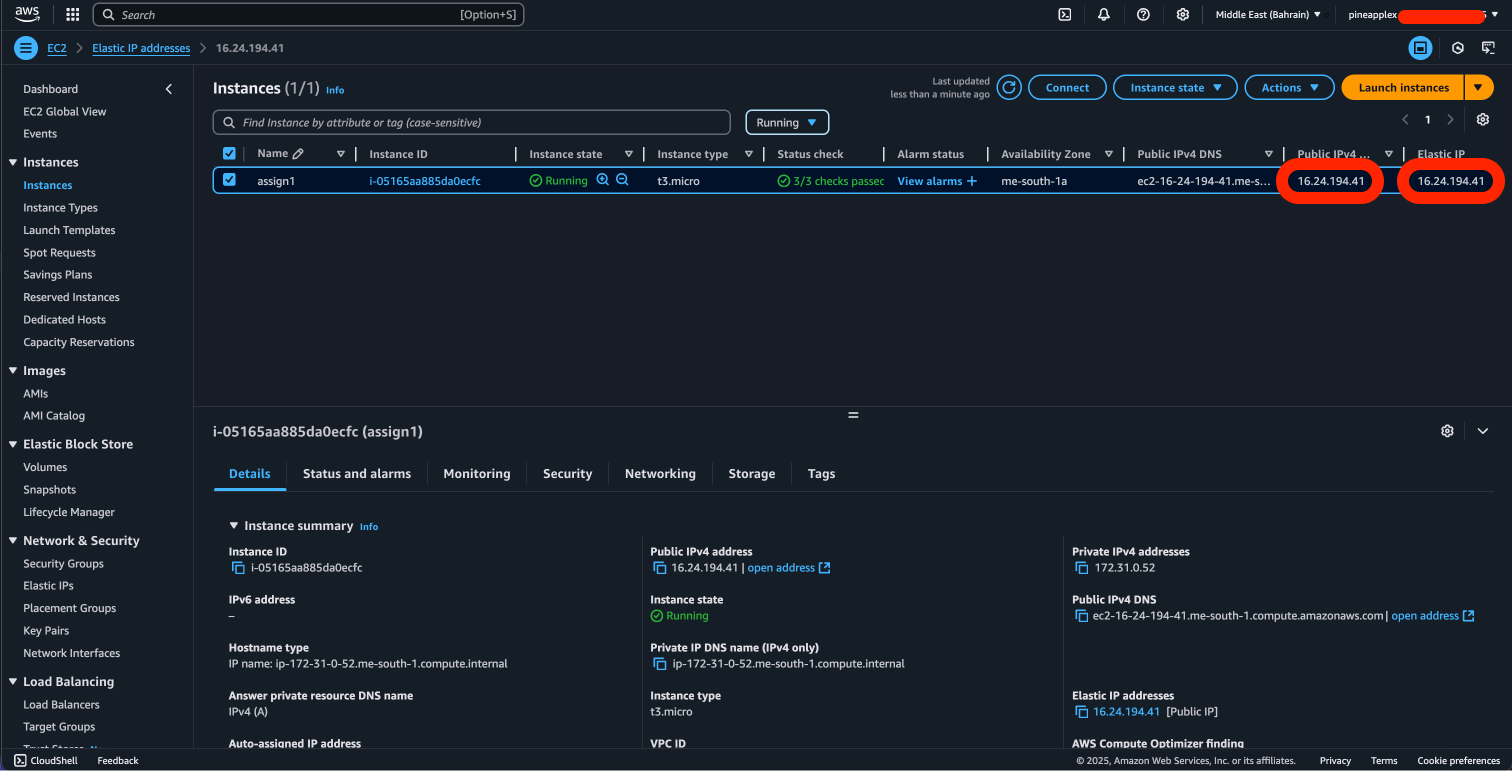 aws Search [Option+S] Middle East (Bahrain) pineapplex
EC2 Elastic IP addresses 16.24.194.41
Dashboard
EC2 Global View
Events
Instances
Instances
Instance Types
Launch Templates
Spot Requests
Savings Plans
Reserved Instances
Dedicated Hosts
Capacity Reservations
Images
AMIs
AMI Catalog
Elastic Block Store
Volumes
Snapshots
Lifecycle Manager
Network & Security
Security Groups
Elastic IPs
Placement Groups
Key Pairs
Network Interfaces
Load Balancing
Load Balancers
Target Groups
Instances (1/1) Info
Last updated
less than a minute ago
Connect Instance state Actions Launch instances
Find Instance by attribute or tag (case-sensitive) Running 1
Name Instance ID Instance state Instance type Status check Alarm status Availability Zone Public IPv4 DNS Public IPv4 ... Elastic IP
assign1 i-05165aa885da0ecfc Running t3.micro 3/3 checks passec View alarms + me-south-1a ec2-16-24-194-41.me-s... 16.24.194.41 16.24.194.41
i-05165aa885da0ecfc (assign1)
Details Status and alarms Monitoring Security Networking Storage Tags
Instance summary Info
Instance ID
i-05165aa885da0ecfc
Public IPv4 address
16.24.194.41 | open address
Private IPv4 addresses
172.31.0.52
IPv6 address
–
Instance state
Running
Public IPv4 DNS
ec2-16-24-194-41.me-south-1.compute.amazonaws.com | open address
Hostname type
IP name: ip-172-31-0-52.me-south-1.compute.internal
Private IP DNS name (IPv4 only)
ip-172-31-0-52.me-south-1.compute.internal
Answer private resource DNS name
IPv4 (A)
Instance type
t3.micro
Elastic IP addresses
16.24.194.41 [Public IP]
Auto-assigned IP address
VPC ID
AWS Compute Optimizer finding
CloudShell Feedback © 2025, Amazon Web Services, Inc. or its affiliates. Privacy Terms Cookie preferences